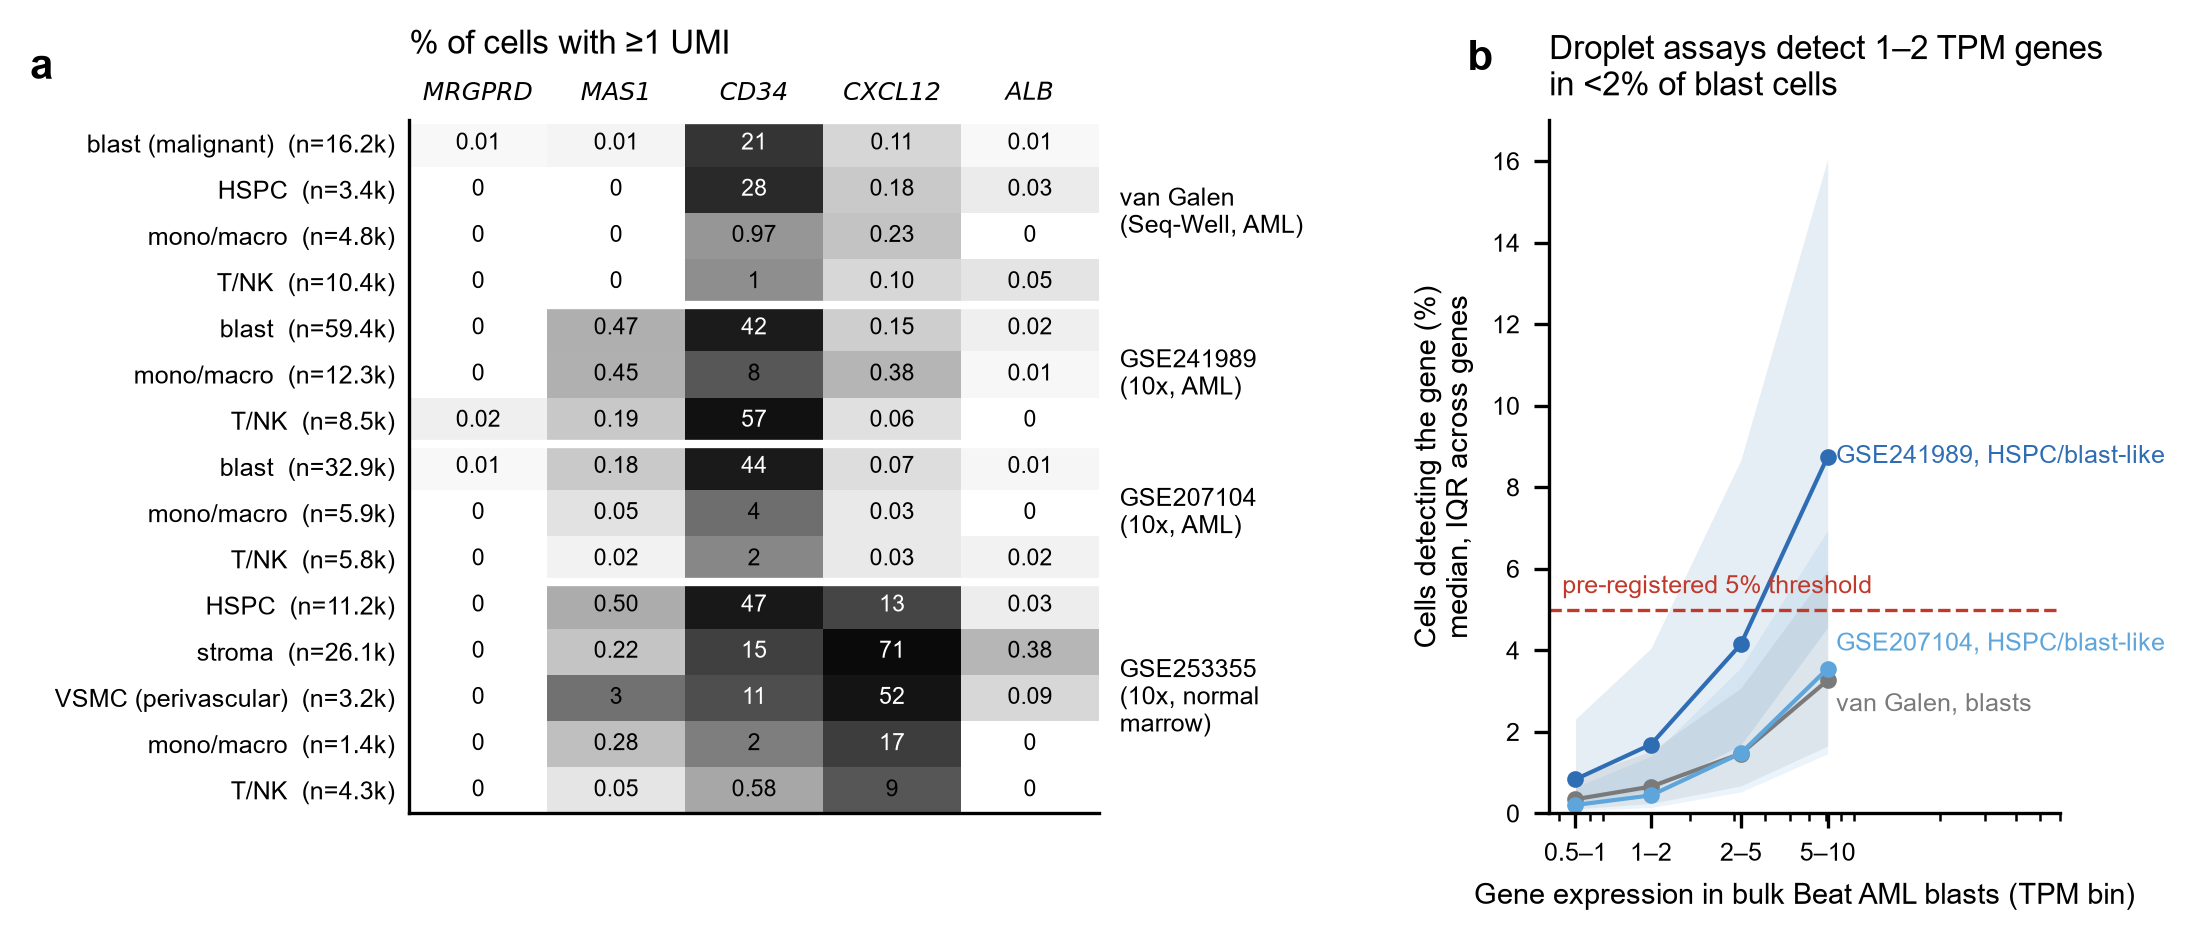 a
% of cells with ≥1 UMI
MRGPRD MAS1 CD34 CXCL12 ALB
blast (malignant) (n=16.2k) 0.01 0.01 21 0.11 0.01
HSPC (n=3.4k) 0 0 28 0.18 0.03
mono/macro (n=4.8k) 0 0 0.97 0.23 0
T/NK (n=10.4k) 0 0 1 0.10 0.05
van Galen
(Seq-Well, AML)
blast (n=59.4k) 0 0.47 42 0.15 0.02
mono/macro (n=12.3k) 0 0.45 8 0.38 0.01
T/NK (n=8.5k) 0.02 0.19 57 0.06 0
GSE241989
(10x, AML)
blast (n=32.9k) 0.01 0.18 44 0.07 0.01
mono/macro (n=5.9k) 0 0.05 4 0.03 0
T/NK (n=5.8k) 0 0.02 2 0.03 0.02
GSE207104
(10x, AML)
HSPC (n=11.2k) 0 0.50 47 13 0.03
stroma (n=26.1k) 0 0.22 15 71 0.38
VSMC (perivascular) (n=3.2k) 0 3 11 52 0.09
mono/macro (n=1.4k) 0 0.28 2 17 0
T/NK (n=4.3k) 0 0.05 0.58 9 0
GSE253355
(10x, normal
marrow)
b
Droplet assays detect 1–2 TPM genes
in <2% of blast cells
Cells detecting the gene (%)
median, IQR across genes
16
14
12
10
8
6
4
2
0
GSE241989, HSPC/blast-like
pre-registered 5% threshold
GSE207104, HSPC/blast-like
van Galen, blasts
0.5–1 1–2 2–5 5–10
Gene expression in bulk Beat AML blasts (TPM bin)